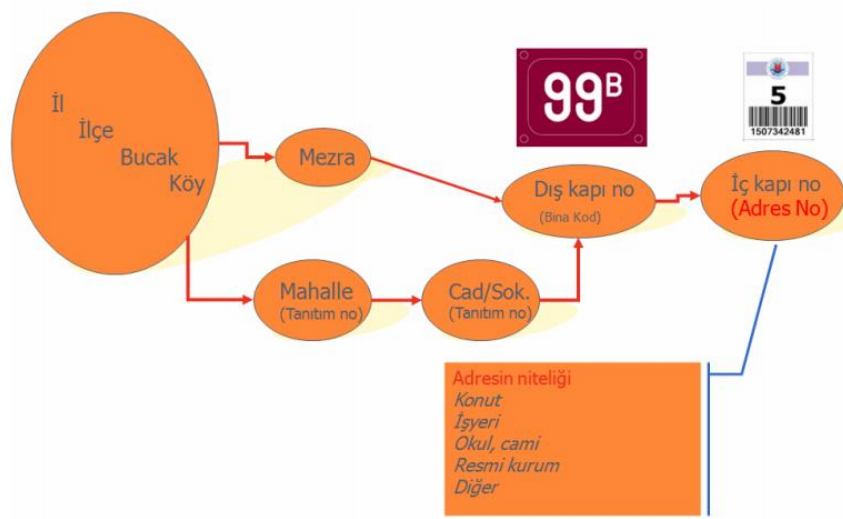 İl
İlçe
Bucak
Köy
Mezra
Mahalle
(Tanıtım no)
Cad/Sok.
(Tanıtım no)
99B
Dış kapı no
(Bina Kod)
5
1507342481
İç kapı no
(Adres No)
Adresin niteliği
Konut
İşyeri
Okul, cami
Resmi kurum
Diğer